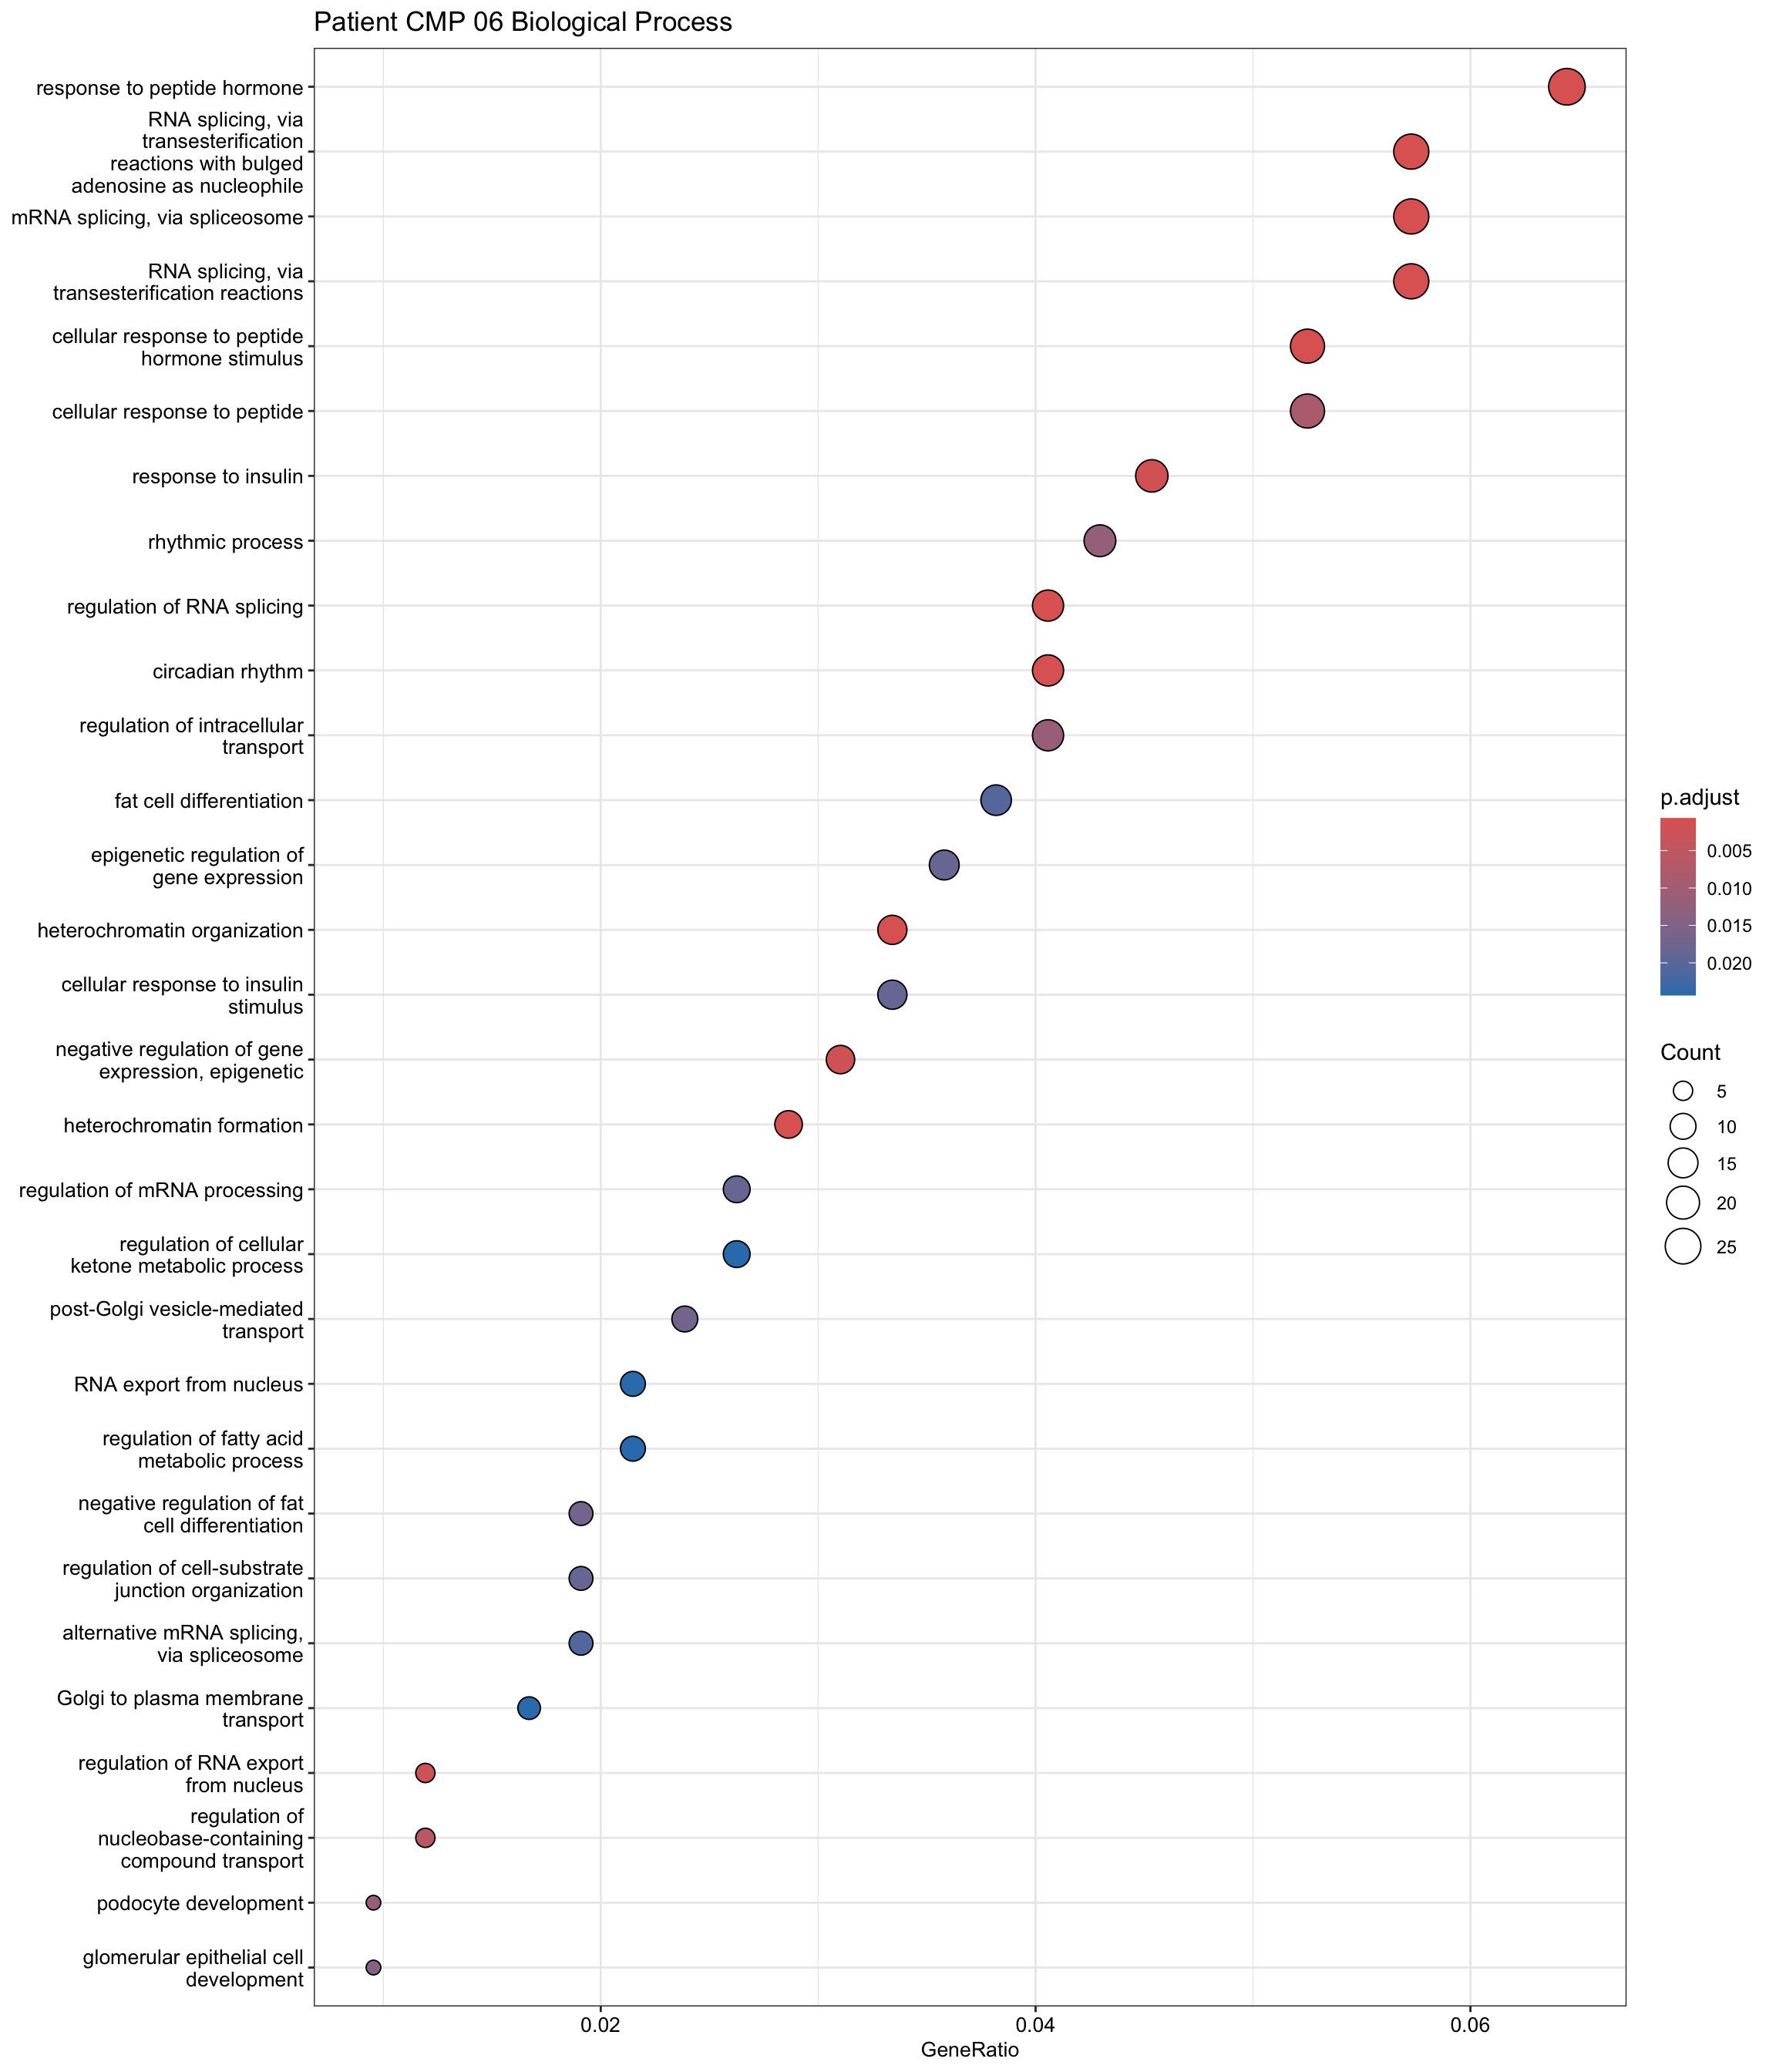 Patient CMP 06 Biological Process
response to peptide hormone
RNA splicing, via
transesterification
reactions with bulged
adenosine as nucleophile
mRNA splicing, via spliceosome
RNA splicing, via
transesterification reactions
cellular response to peptide
hormone stimulus
cellular response to peptide
response to insulin
rhythmic process
regulation of RNA splicing
circadian rhythm
regulation of intracellular
transport
fat cell differentiation
epigenetic regulation of
gene expression
heterochromatin organization
cellular response to insulin
stimulus
negative regulation of gene
expression, epigenetic
heterochromatin formation
regulation of mRNA processing
regulation of cellular
ketone metabolic process
post-Golgi vesicle-mediated
transport
RNA export from nucleus
regulation of fatty acid
metabolic process
negative regulation of fat
cell differentiation
regulation of cell-substrate
junction organization
alternative mRNA splicing,
via spliceosome
Golgi to plasma membrane
transport
regulation of RNA export
from nucleus
regulation of
nucleobase-containing
compound transport
podocyte development
glomerular epithelial cell
development
0.02
0.04
0.06
GeneRatio
p.adjust
0.005
0.010
0.015
0.020
Count
5
10
15
20
25